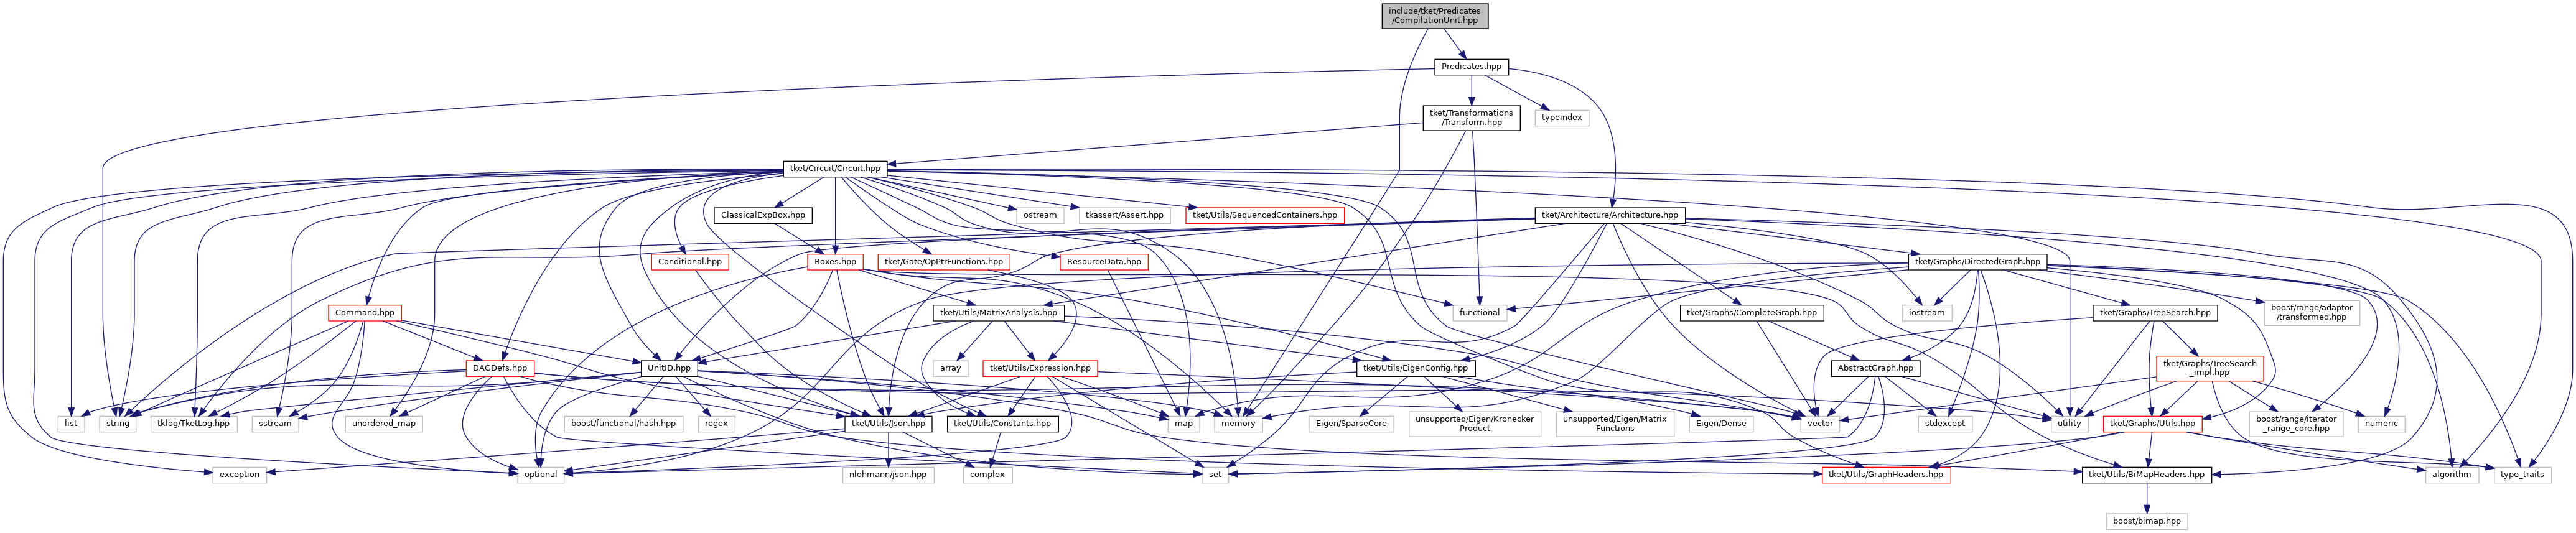 include/tket/Predicates
/CompilationUnit.hpp
Predicates.hpp
tket/Transformations
/Transform.hpp
typeindex
tket/Circuit/Circuit.hpp
ClassicalExpBox.hpp
ostream
tkassert/Assert.hpp
tket/Utils/SequencedContainers.hpp
tket/Architecture/Architecture.hpp
Conditional.hpp
Boxes.hpp
tket/Gate/OpPtrFunctions.hpp
ResourceData.hpp
tket/Graphs/DirectedGraph.hpp
Command.hpp
tket/Utils/MatrixAnalysis.hpp
functional
tket/Graphs/CompleteGraph.hpp
iostream
tket/Graphs/TreeSearch.hpp
boost/range/adaptor
/transformed.hpp
DAGDefs.hpp
UnitID.hpp
array
tket/Utils/Expression.hpp
tket/Utils/EigenConfig.hpp
AbstractGraph.hpp
tket/Graphs/TreeSearch
_impl.hpp
list
string
tklog/TketLog.hpp
sstream
unordered_map
boost/functional/hash.hpp
regex
tket/Utils/Json.hpp
tket/Utils/Constants.hpp
map
memory
Eigen/SparseCore
unsupported/Eigen/Kronecker
Product
unsupported/Eigen/Matrix
Functions
Eigen/Dense
vector
stdexcept
utility
tket/Graphs/Utils.hpp
boost/range/iterator
_range_core.hpp
numeric
exception
optional
nlohmann/json.hpp
complex
set
tket/Utils/GraphHeaders.hpp
tket/Utils/BiMapHeaders.hpp
algorithm
type_traits
boost/bimap.hpp